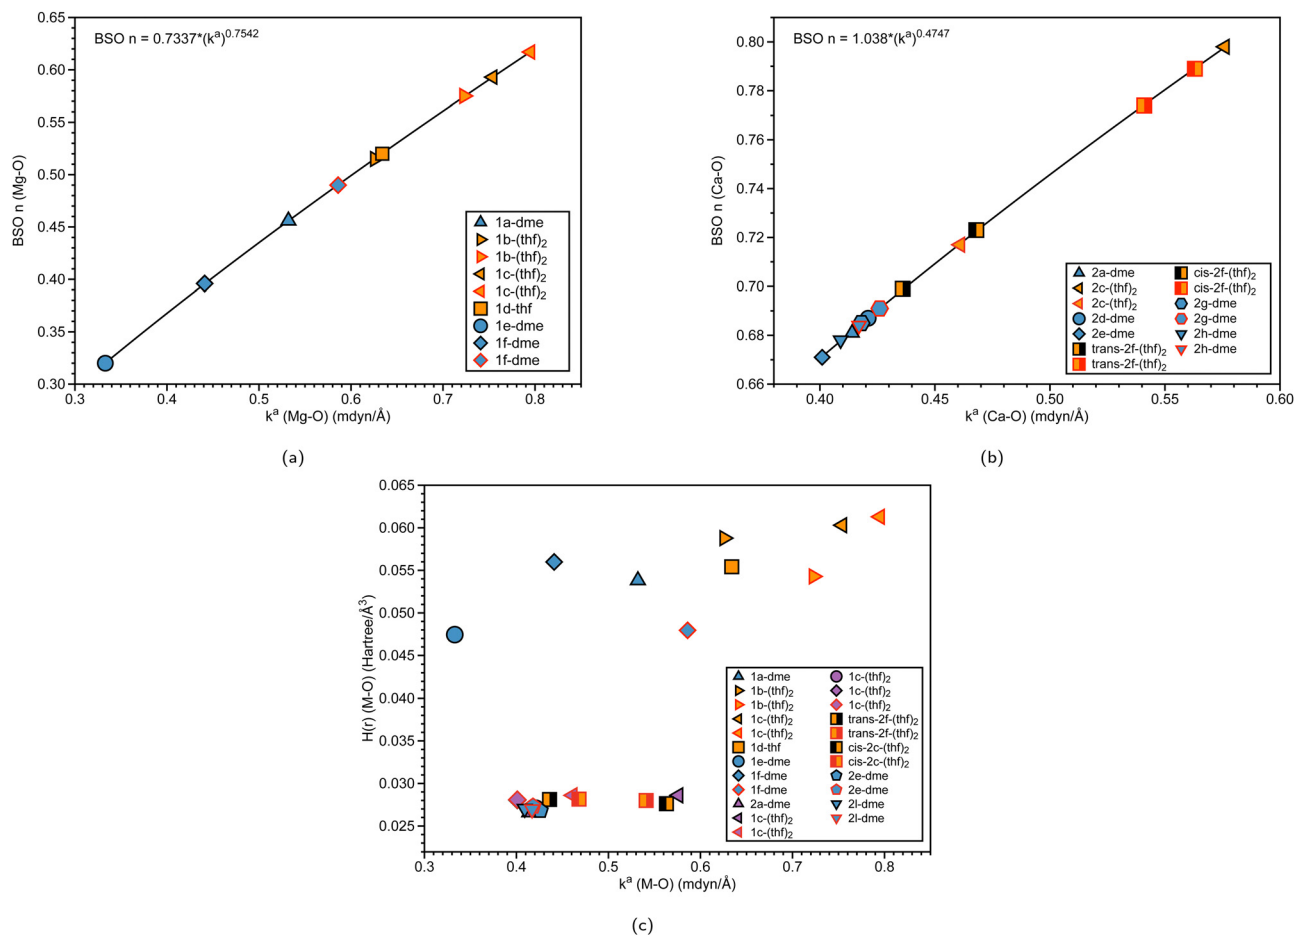 BSO n = 0.7337*(kᵃ)^0.7542
BSO n (Mg-O)
0.65
0.60
0.55
0.50
0.45
0.40
0.35
0.30
0.3 0.4 0.5 0.6 0.7 0.8
kᵃ (Mg-O) (mdyn/Å)
1a-dme
1b-(thf)₂
1b-(thf)₂
1c-(thf)₂
1c-(thf)₂
1d-thf
1e-dme
1f-dme
1f-dme
(a)
BSO n = 1.038*(kᵃ)^0.4747
BSO n (Ca-O)
0.80
0.78
0.76
0.74
0.72
0.70
0.68
0.66
0.40 0.45 0.50 0.55 0.60
kᵃ (Ca-O) (mdyn/Å)
2a-dme
2c-(thf)₂
2c-(thf)₂
2d-dme
2e-dme
trans-2f-(thf)₂
trans-2f-(thf)₂
cis-2f-(thf)₂
cis-2f-(thf)₂
2g-dme
2g-dme
2h-dme
2h-dme
(b)
H(r) (M-O) (Hartree/Å³)
0.065
0.060
0.055
0.050
0.045
0.040
0.035
0.030
0.025
0.3 0.4 0.5 0.6 0.7 0.8
kᵃ (M-O) (mdyn/Å)
1a-dme
1b-(thf)₂
1b-(thf)₂
1c-(thf)₂
1c-(thf)₂
1d-thf
1e-dme
1f-dme
1f-dme
2a-dme
1c-(thf)₂
1c-(thf)₂
1c-(thf)₂
1c-(thf)₂
1c-(thf)₂
trans-2f-(thf)₂
trans-2f-(thf)₂
cis-2c-(thf)₂
cis-2c-(thf)₂
2e-dme
2e-dme
2l-dme
2l-dme
(c)